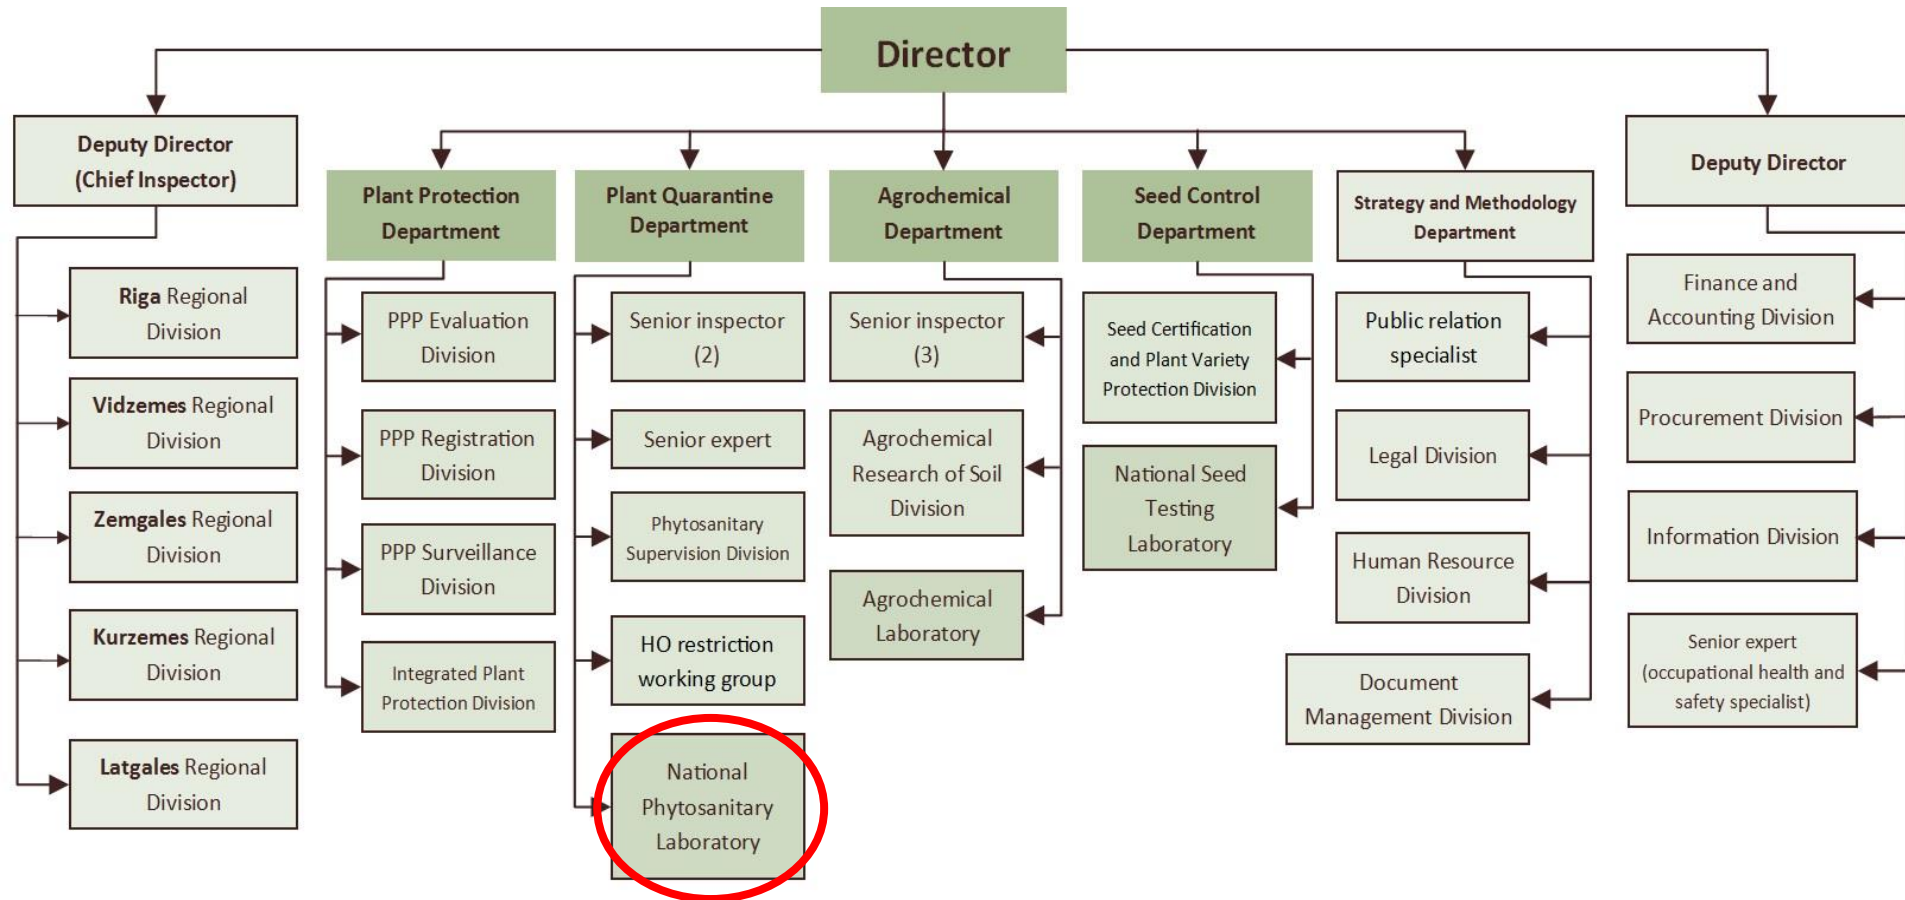 Director
Deputy Director
(Chief Inspector)
Riga Regional
Division
Vidzemes Regional
Division
Zemgales Regional
Division
Kurzemes Regional
Division
Latgales Regional
Division
Plant Protection
Department
PPP Evaluation
Division
PPP Registration
Division
PPP Surveillance
Division
Integrated Plant
Protection Division
Plant Quarantine
Department
Senior inspector
(2)
Senior expert
Phytosanitary
Supervision Division
HO restriction
working group
National
Phytosanitary
Laboratory
Agrochemical
Department
Senior inspector
(3)
Agrochemical
Research of Soil
Division
Agrochemical
Laboratory
Seed Control
Department
Seed Certification
and Plant Variety
Protection Division
National Seed
Testing
Laboratory
Strategy and Methodology
Department
Public relation
specialist
Legal Division
Human Resource
Division
Document
Management Division
Deputy Director
Finance and
Accounting Division
Procurement Division
Information Division
Senior expert
(occupational health and
safety specialist)